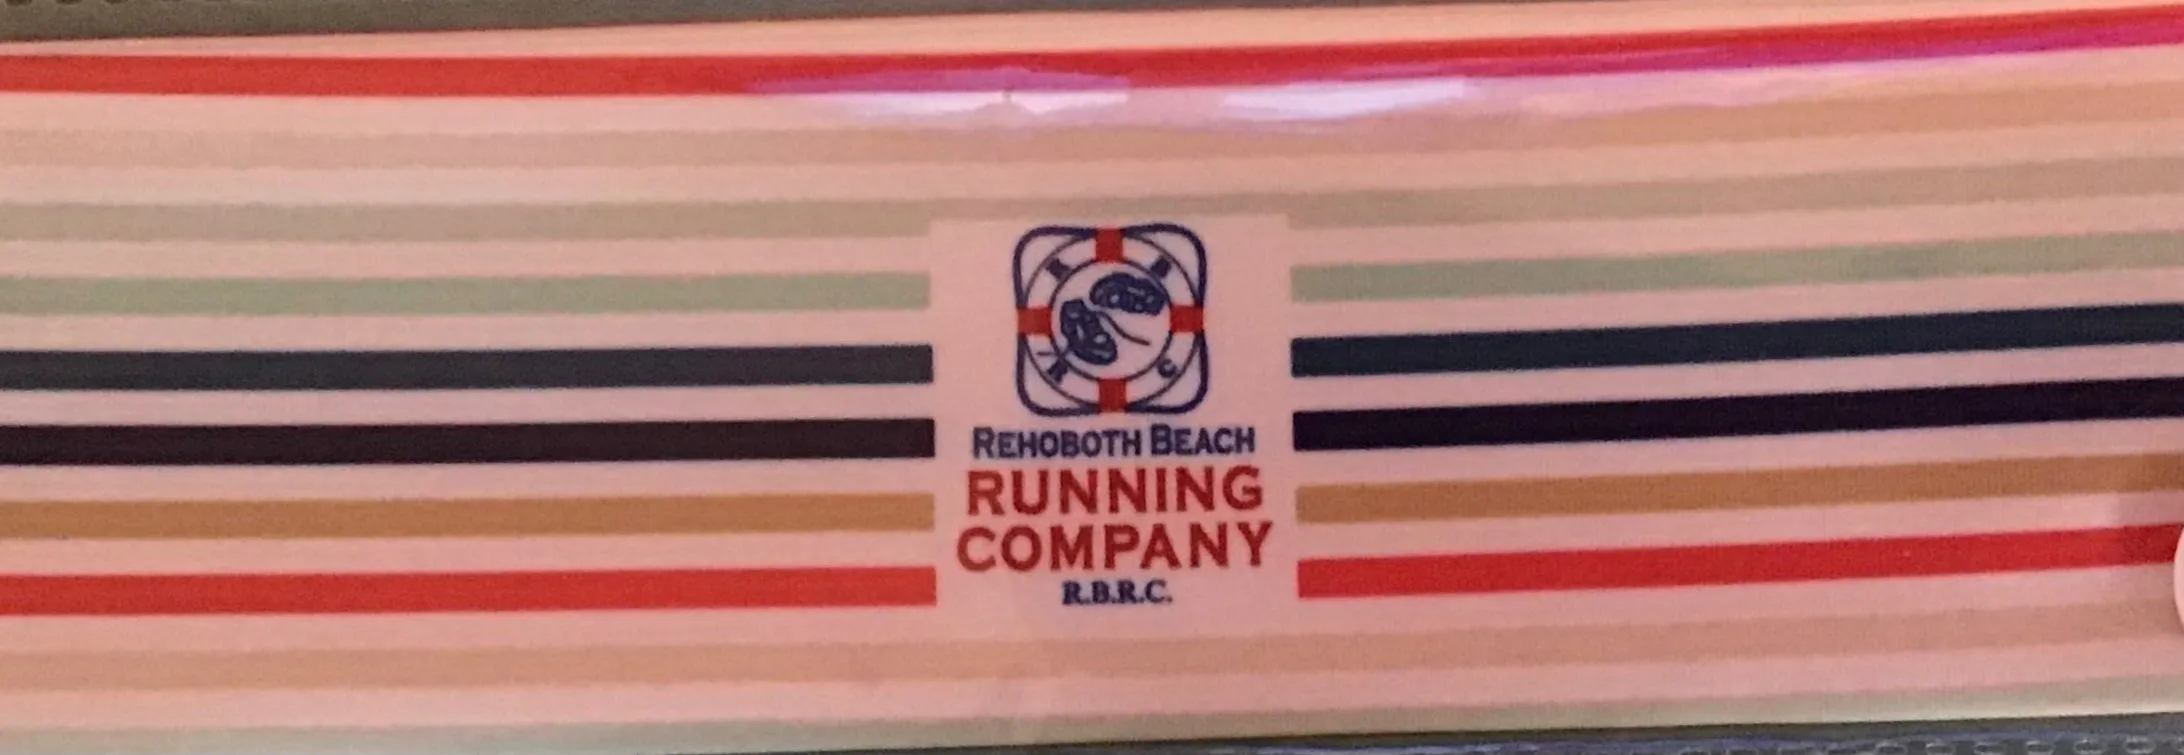 R B
R C
REHOBOTH BEACH
RUNNING
COMPANY
R.B.R.C.